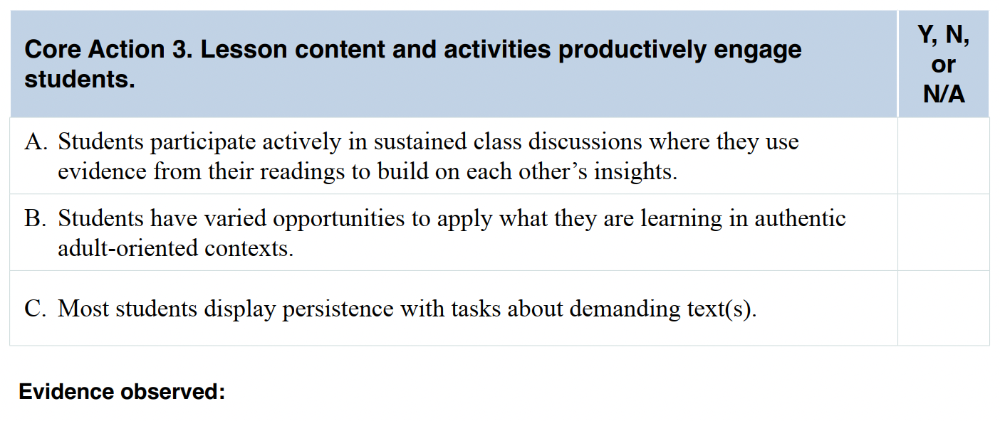 Core Action 3. Lesson content and activities productively engage
students.
Y, N,
or
N/A
A. Students participate actively in sustained class discussions where they use
evidence from their readings to build on each other’s insights.
B. Students have varied opportunities to apply what they are learning in authentic
adult-oriented contexts.
C. Most students display persistence with tasks about demanding text(s).
Evidence observed: